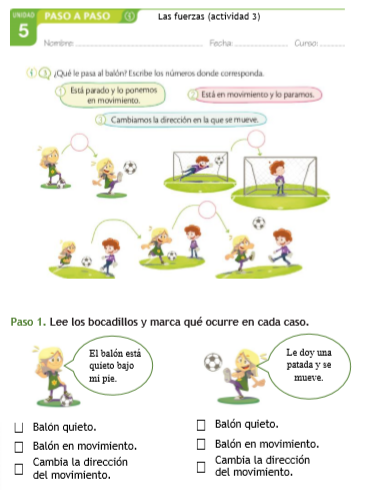 UNIDAD
5
PASO A PASO
Las fuerzas (actividad 3)
Nombre:
Fecha:
Curso:
1 3 ¿Qué le pasa al balón? Escribe los números donde corresponda.
1 Está parado y lo ponemos
en movimiento.
2 Está en movimiento y lo paramos.
3 Cambiamos la dirección en la que se mueve.
Paso 1. Lee los bocadillos y marca qué ocurre en cada caso.
El balón está
quieto bajo
mi pie.
Le doy una
patada y se
mueve.
Balón quieto.
Balón en movimiento.
Cambia la dirección
del movimiento.
Balón quieto.
Balón en movimiento.
Cambia la dirección
del movimiento.